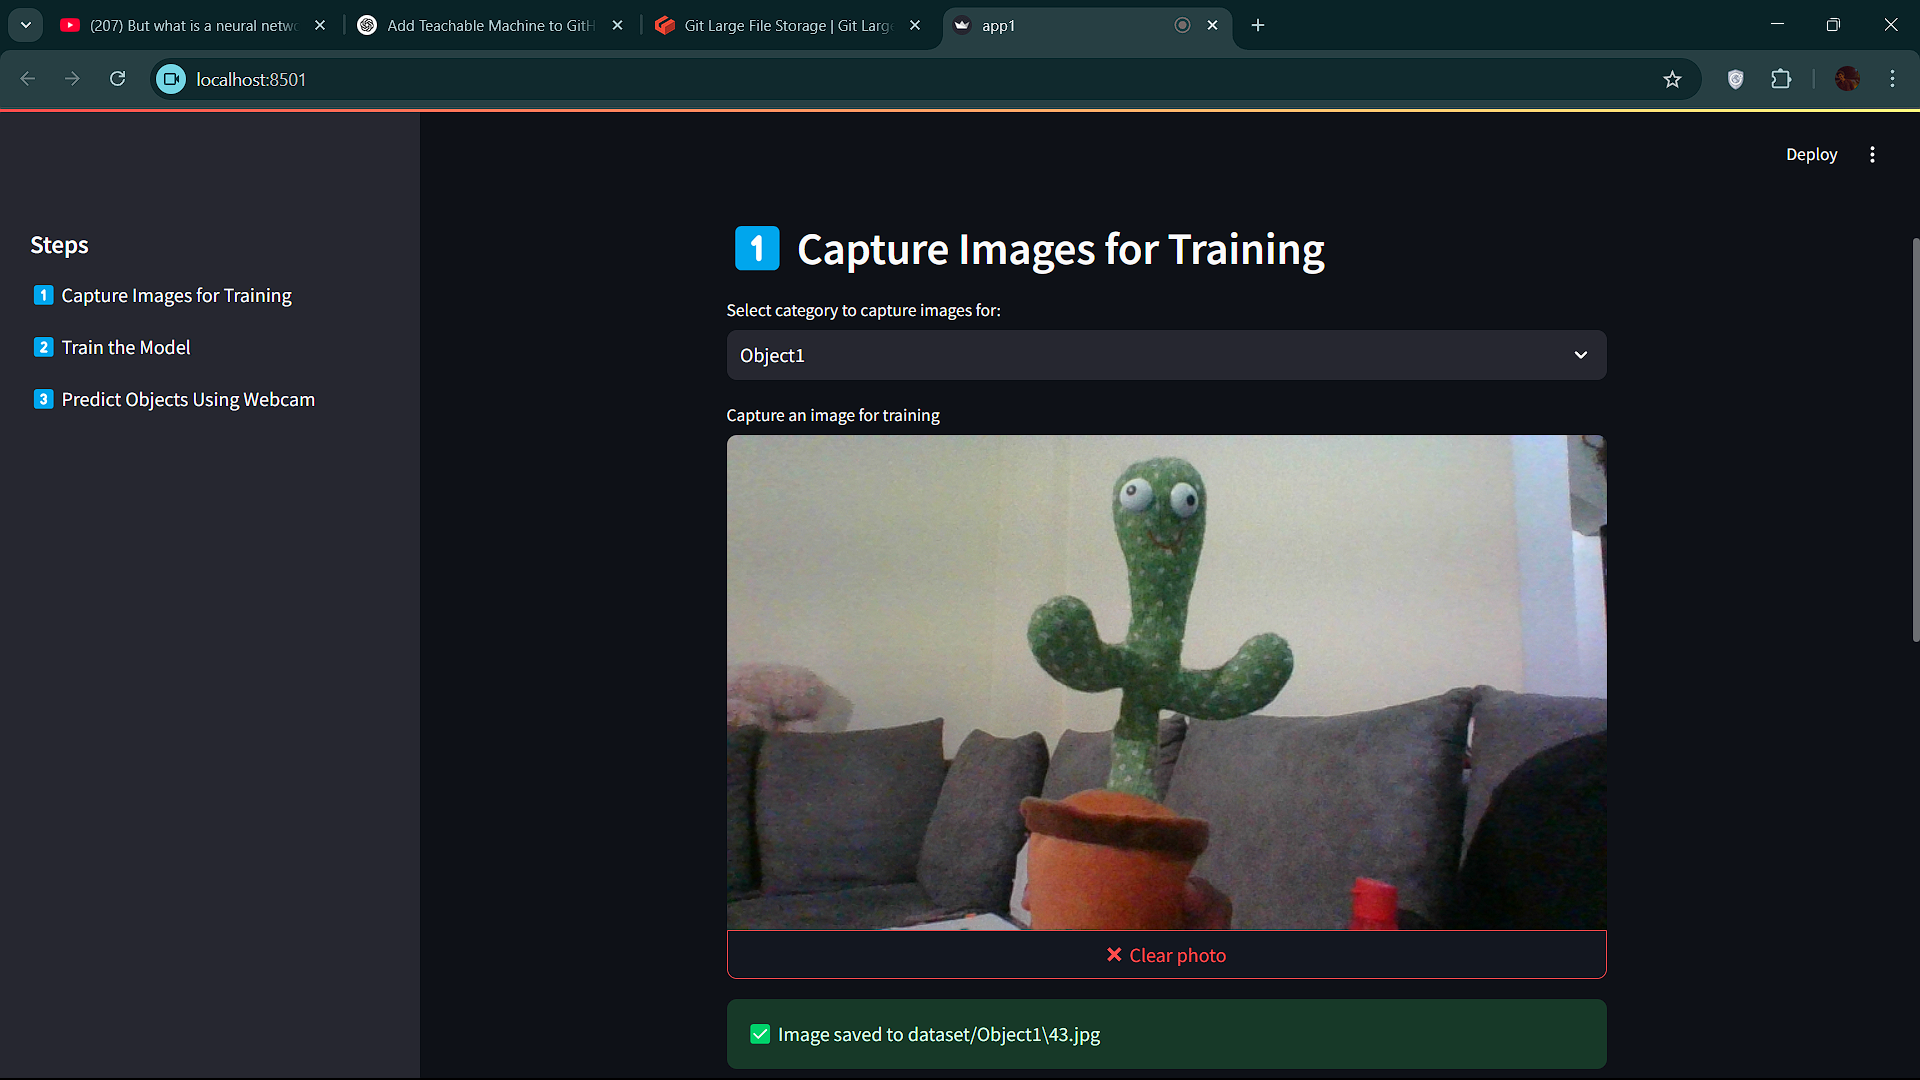 (207) But what is a neural netw
Add Teachable Machine to GitH
Git Large File Storage | Git Larg
app1
localhost:8501
Deploy
Steps
1 Capture Images for Training
2 Train the Model
3 Predict Objects Using Webcam
1 Capture Images for Training
Select category to capture images for:
Object1
Capture an image for training
Clear photo
Image saved to dataset/Object1\43.jpg